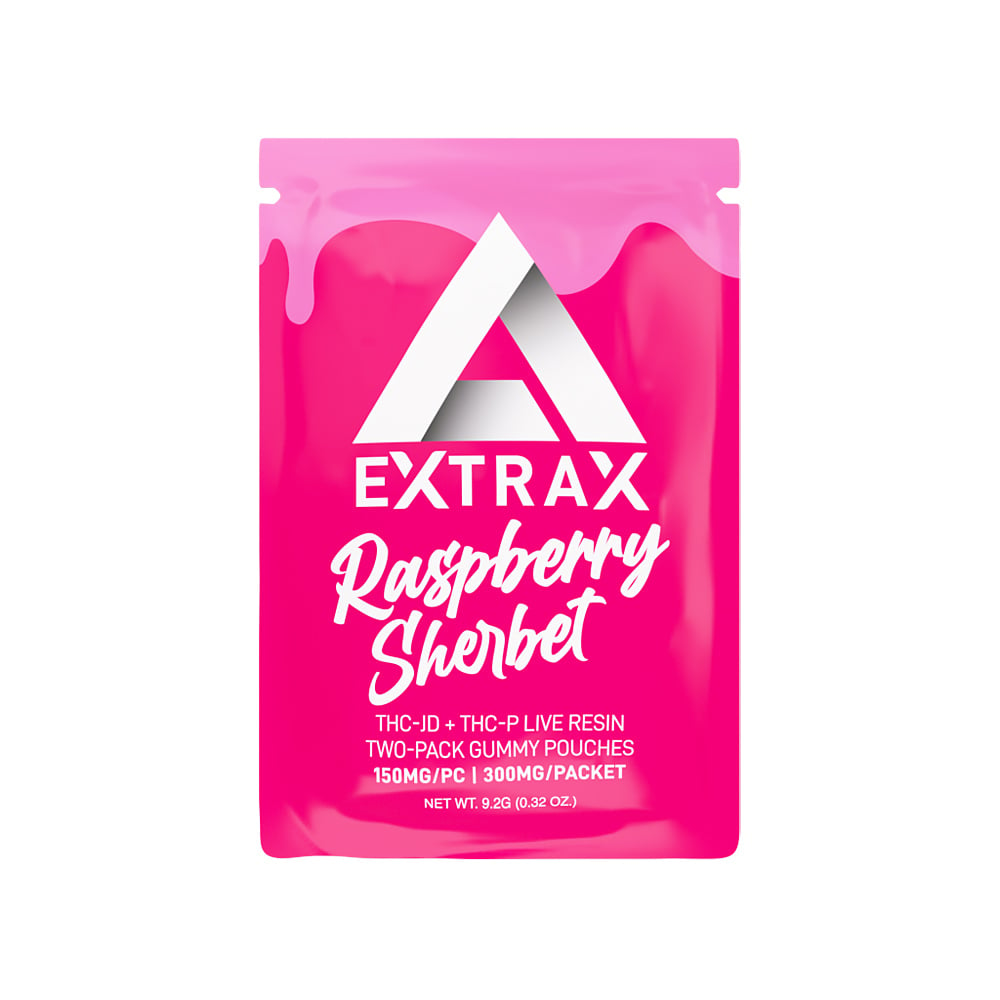 EXTRAX
Raspberry
Sherbet
THC-JD + THC-P LIVE RESIN
TWO-PACK GUMMY POUCHES
150MG/PC | 300MG/PACKET
NET WT. 9.2G (0.32 OZ.)